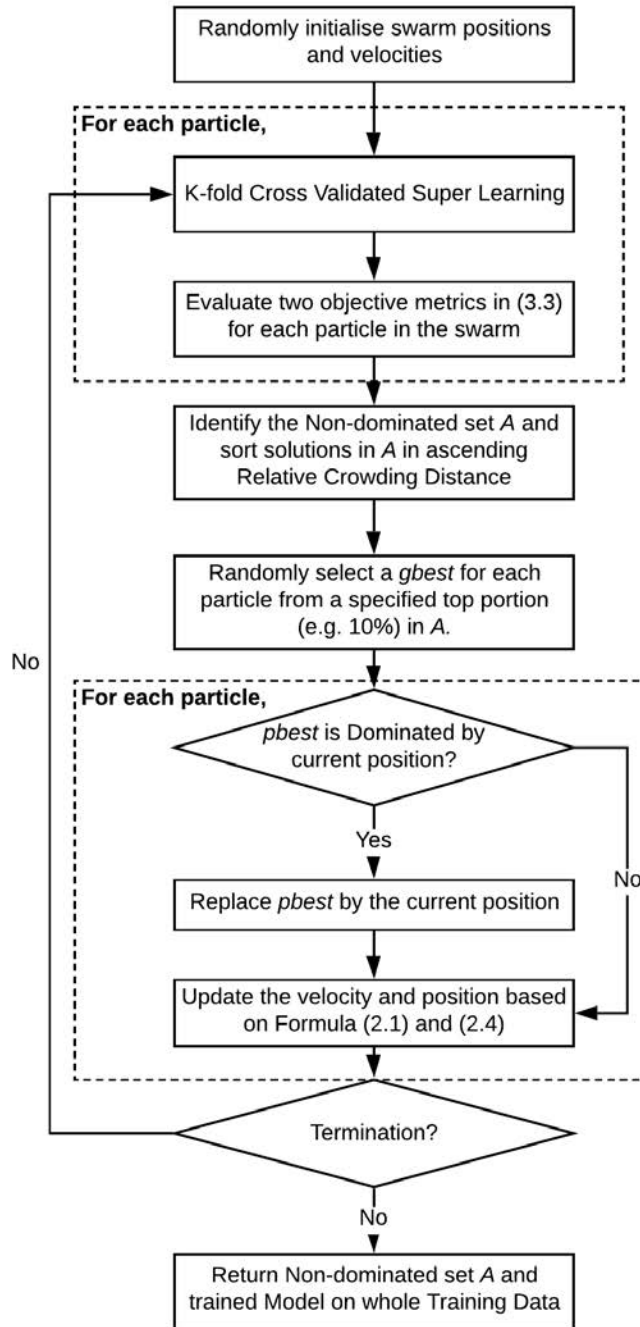 Randomly initialise swarm positions
and velocities
For each particle,
K-fold Cross Validated Super Learning
Evaluate two objective metrics in (3.3)
for each particle in the swarm
Identify the Non-dominated set A and
sort solutions in A in ascending
Relative Crowding Distance
Randomly select a gbest for each
particle from a specified top portion
(e.g. 10%) in A.
No
For each particle,
pbest is Dominated by
current position?
Yes
No
Replace pbest by the current position
Update the velocity and position based
on Formula (2.1) and (2.4)
Termination?
No
Return Non-dominated set A and
trained Model on whole Training Data